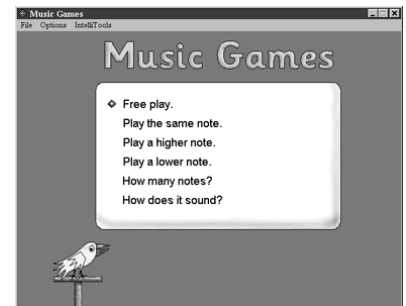 Music Games
File Options IntelliTools
Music Games
Free play.
Play the same note.
Play a higher note.
Play a lower note.
How many notes?
How does it sound?